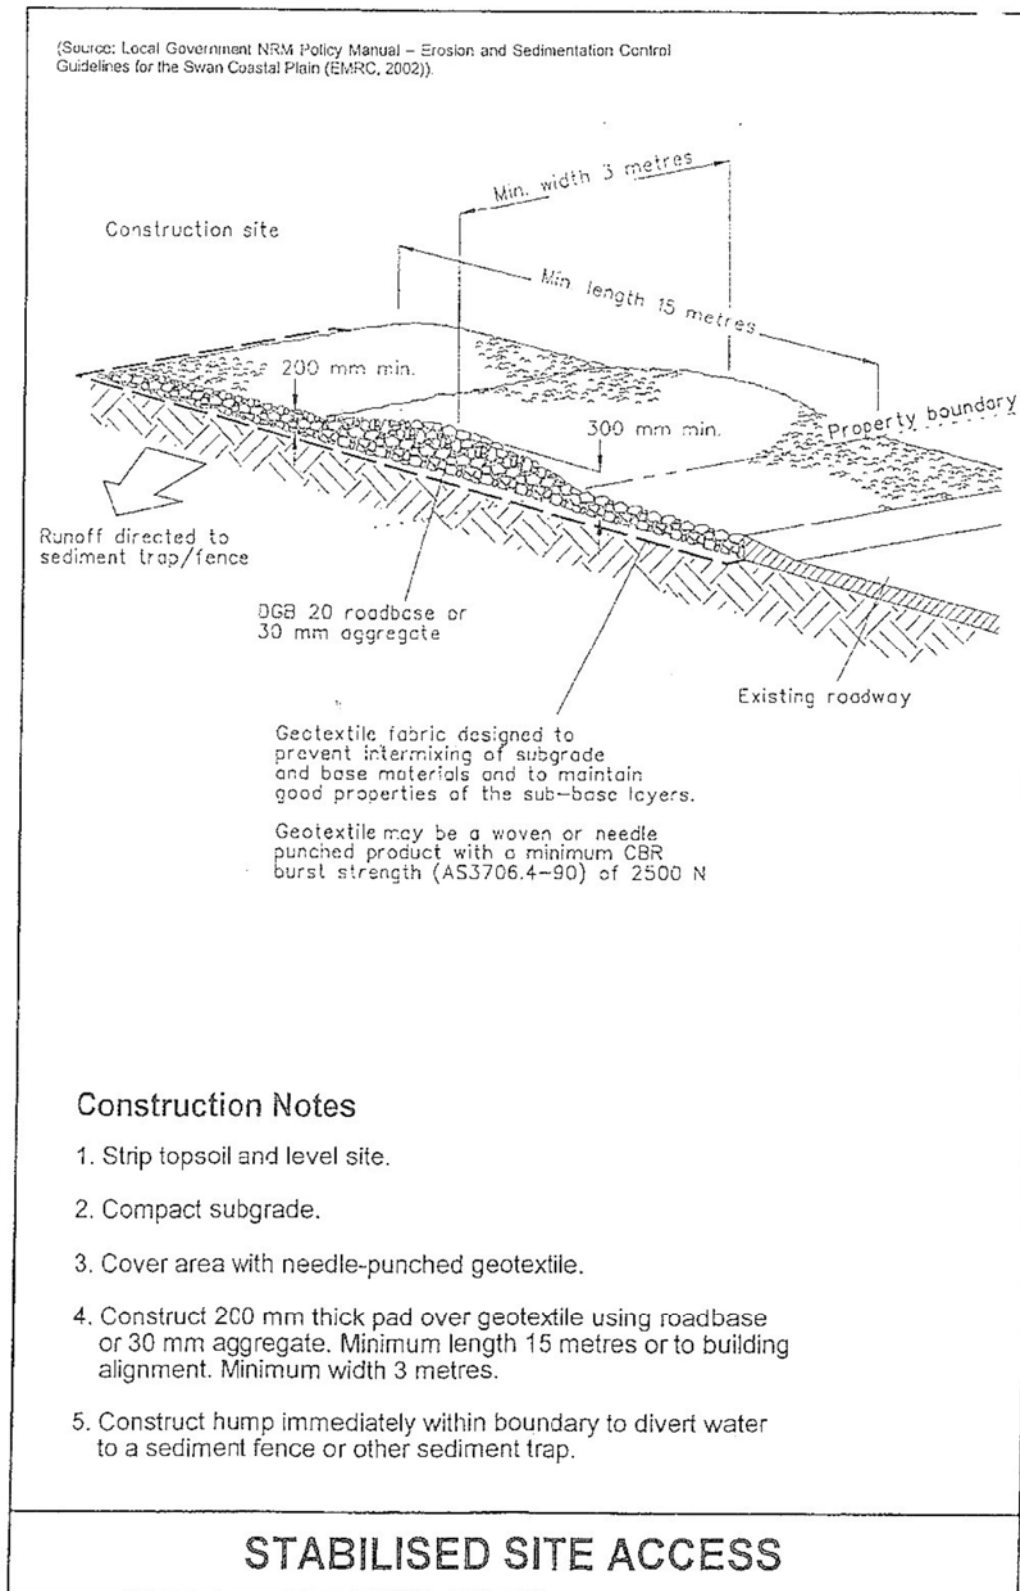 (Source: Local Government NRM Policy Manual – Erosion and Sedimentation Control
Guidelines for the Swan Coastal Plain (EMRC, 2002)).
Min. width 3 metres
Construction site
Min. length 15 metres
200 mm min.
300 mm min.
Property boundary
Runoff directed to
sediment trap/fence
DGB 20 roadbase or
30 mm aggregate
Existing roadway
Geotextile fabric designed to
prevent intermixing of subgrade
and base materials and to maintain
good properties of the sub-base layers.
Geotextile may be a woven or needle
punched product with a minimum CBR
burst strength (AS3706.4-90) of 2500 N
Construction Notes
1. Strip topsoil and level site.
2. Compact subgrade.
3. Cover area with needle-punched geotextile.
4. Construct 200 mm thick pad over geotextile using roadbase
or 30 mm aggregate. Minimum length 15 metres or to building
alignment. Minimum width 3 metres.
5. Construct hump immediately within boundary to divert water
to a sediment fence or other sediment trap.
STABILISED SITE ACCESS